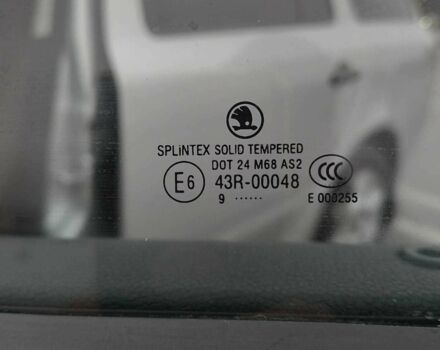 SPLiNTEX SOLID TEMPERED
DOT 24 M68 AS2
E6 43R-00048 CCC
9 ...... E 000255